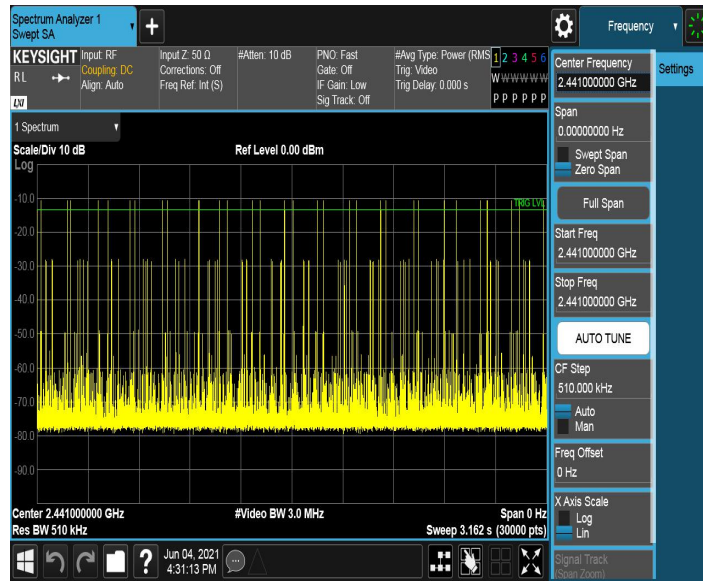 Spectrum Analyzer 1
Swept SA
Frequency
KEYSIGHT
R L
LXI
Input: RF
Coupling: DC
Align: Auto
Input Z: 50 Ω
Corrections: Off
Freq Ref: Int (S)
#Atten: 10 dB
PNO: Fast
Gate: Off
IF Gain: Low
Sig Track: Off
#Avg Type: Power (RMS
Trig: Video
Trig Delay: 0.000 s
1 2 3 4 5 6
W W W W W W
P P P P P P
1 Spectrum
Scale/Div 10 dB
Ref Level 0.00 dBm
Log
TRIG LVL
-10.0
-20.0
-30.0
-40.0
-50.0
-60.0
-70.0
-80.0
-90.0
Center 2.441000000 GHz
#Video BW 3.0 MHz
Span 0 Hz
Res BW 510 kHz
Sweep 3.162 s (30000 pts)
?
Jun 04, 2021
4:31:13 PM
Center Frequency
2.441000000 GHz
Settings
Span
0.00000000 Hz
Swept Span
Zero Span
Full Span
Start Freq
2.441000000 GHz
Stop Freq
2.441000000 GHz
AUTO TUNE
CF Step
510.000 kHz
Auto
Man
Freq Offset
0 Hz
X Axis Scale
Log
Lin
Signal Track
(Span Zoom)